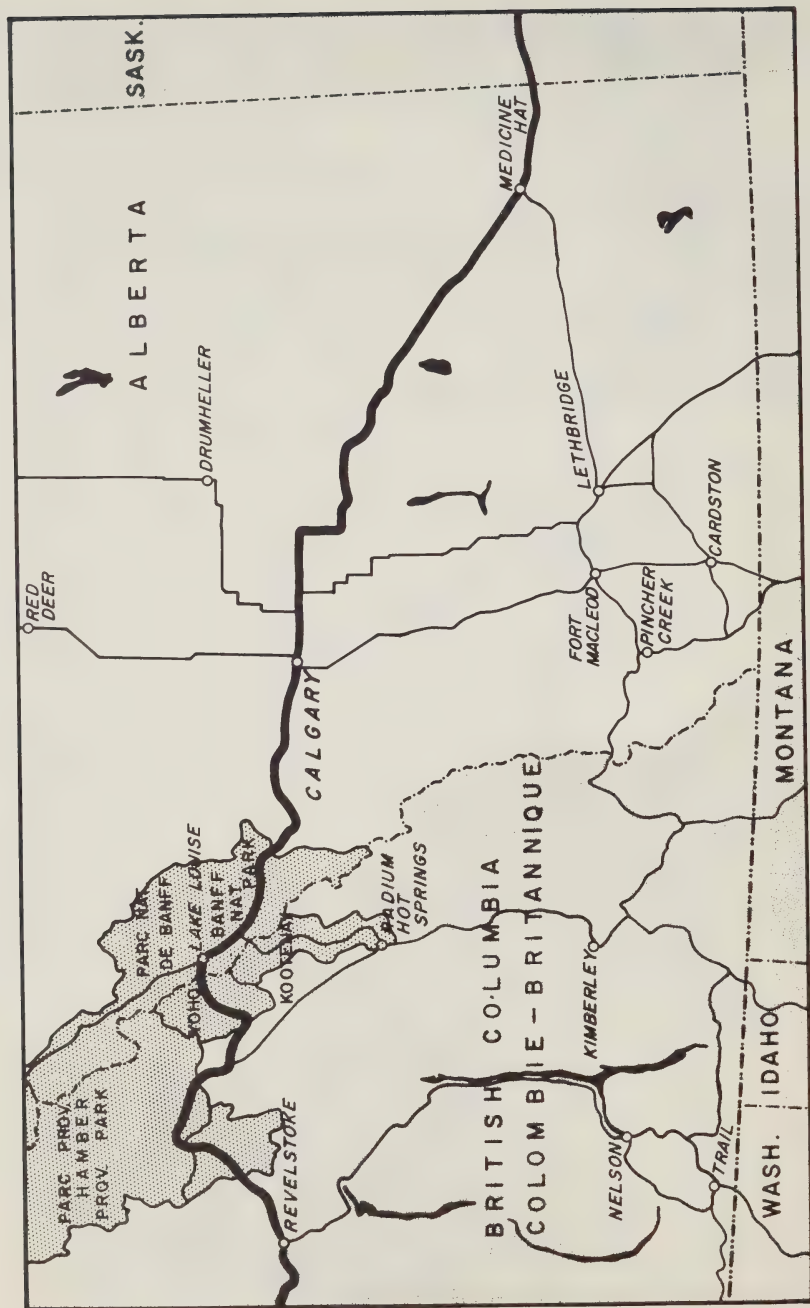 SASK.
ALBERTA
RED
DEER
DRUMHELLER
MEDICINE
HAT
CALGARY
LETHBRIDGE
FORT
MACLEOD
PINCHER
CREEK
CARDSTON
MONTANA
PARC PROV.
HAMBER
PROV. PARK
PARC NAT.
DE BANFF
LAKE LOUISE
BANFF
NAT.
PARK
YOHO
KOOTENAY
RADIUM
HOT
SPRINGS
REVELSTORE
BRITISH COLUMBIA
COLOMBIE-BRITANNIQUE
KIMBERLEY
NELSON
TRAIL
WASH.
IDAHO